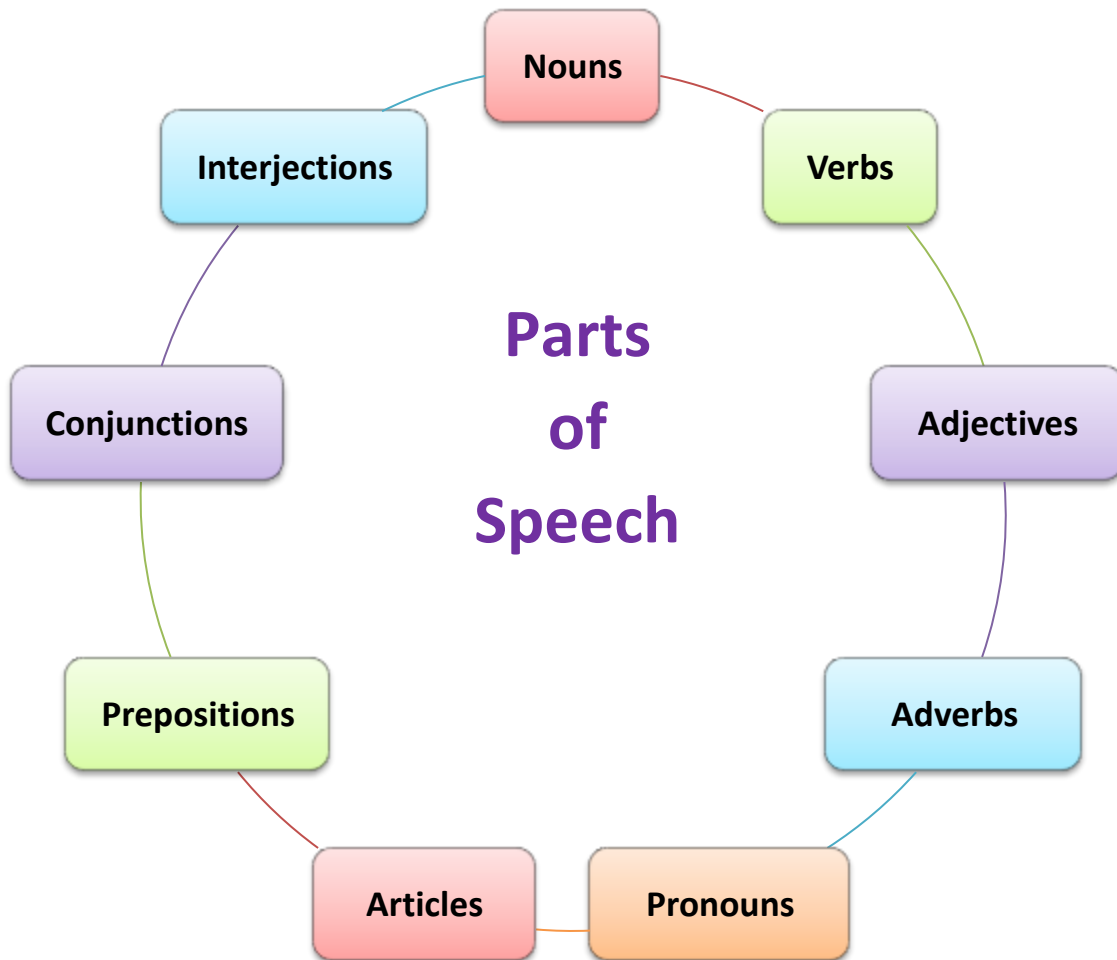 Nouns
Verbs
Adjectives
Adverbs
Pronouns
Articles
Prepositions
Conjunctions
Interjections
Parts
of
Speech